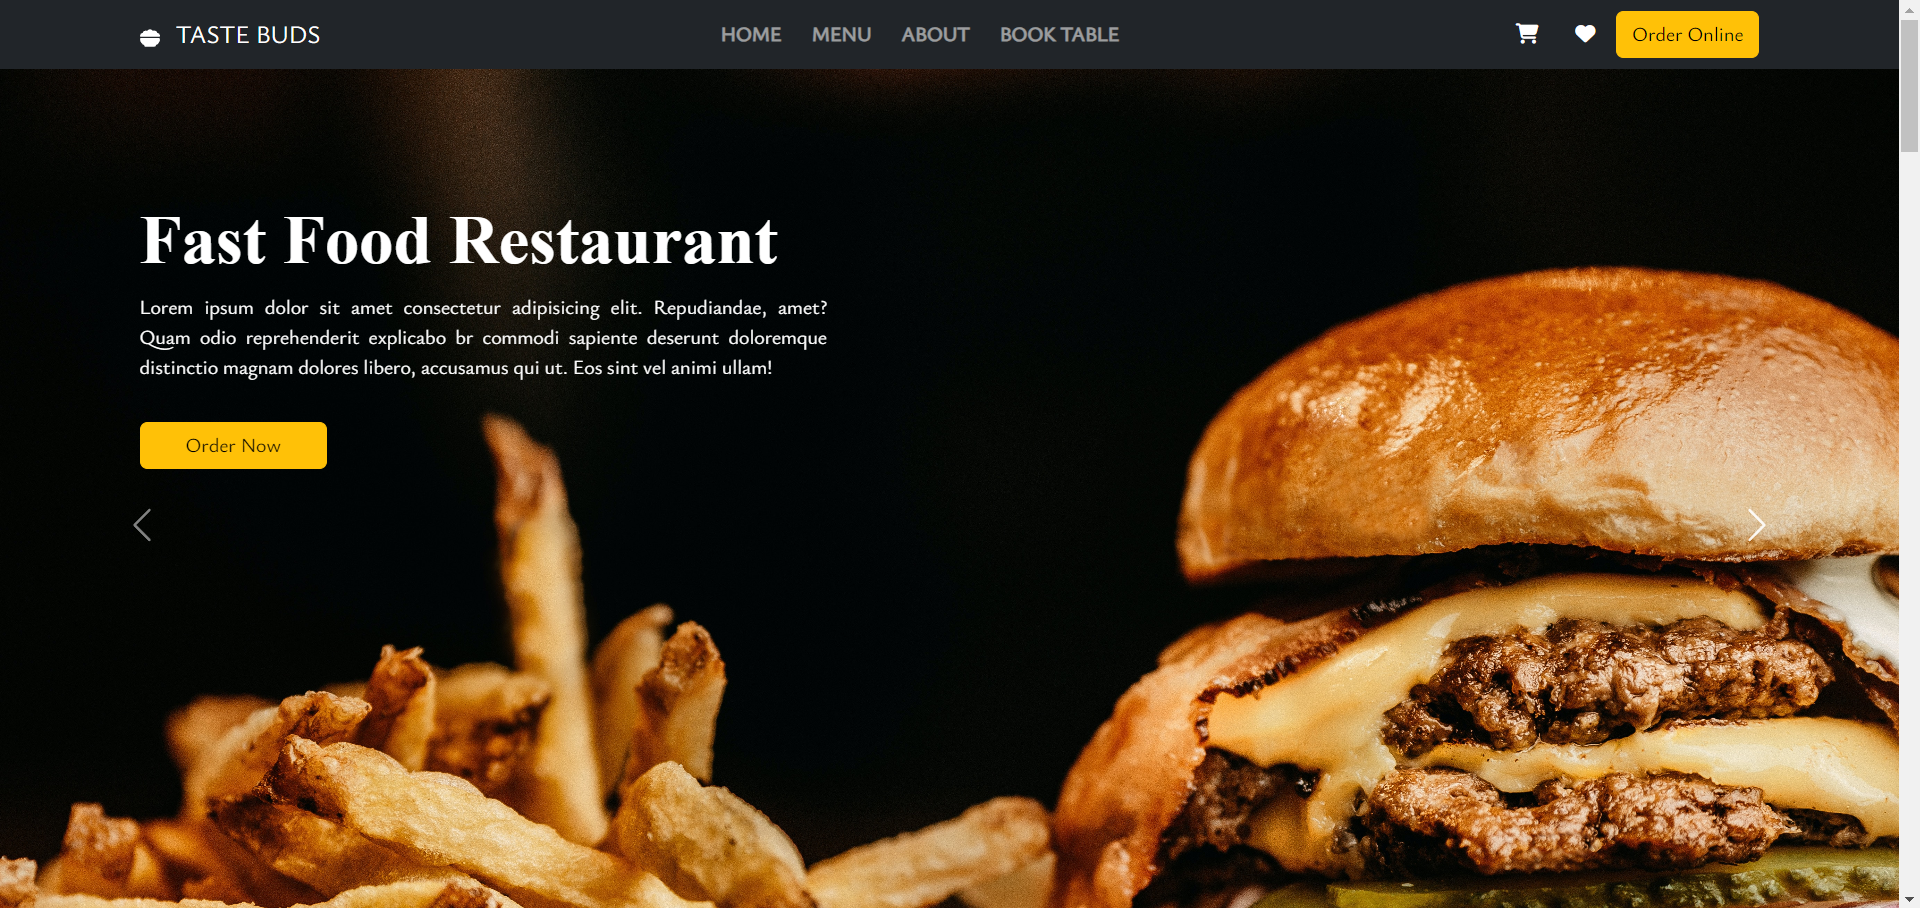 TASTE BUDS
HOME MENU ABOUT BOOK TABLE
Order Online
Fast Food Restaurant
Lorem ipsum dolor sit amet consectetur adipisicing elit. Repudiandae, amet?
Quam odio reprehenderit explicabo br commodi sapiente deserunt doloremque
distinctio magnam dolores libero, accusamus qui ut. Eos sint vel animi ullam!
Order Now